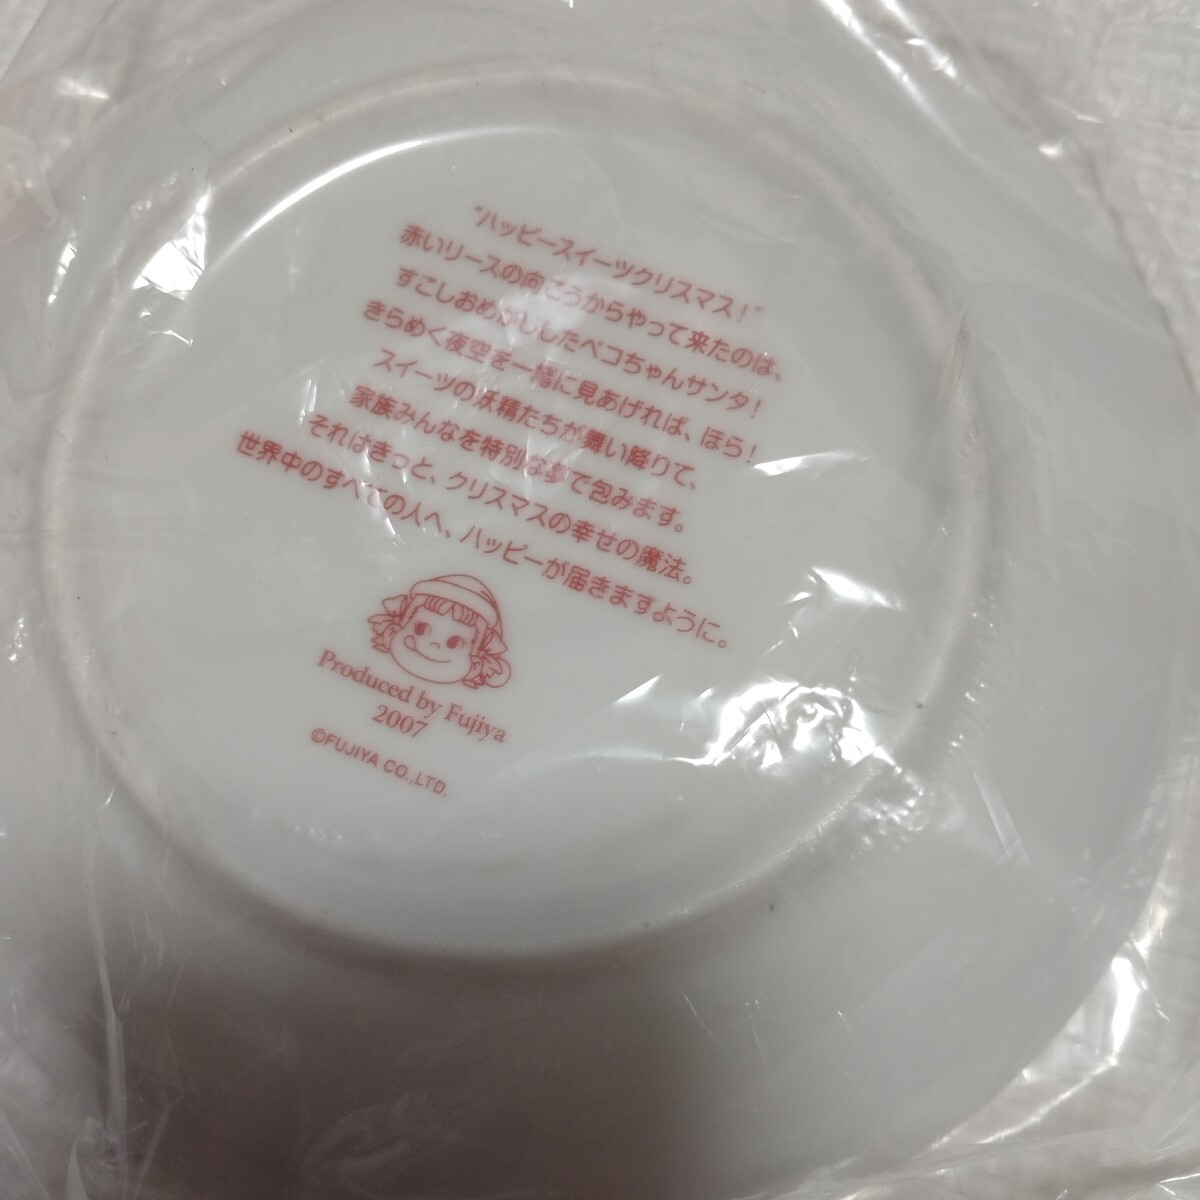 “ハッピースイーツクリスマス！”
赤いリースの向こうからやって来たのは、
すこしおめかししたペコちゃんサンタ！
きらめく夜空を一緒に見あげれば、ほら！
スイーツの妖精たちが舞い降りて、
家族みんなを特別な夢で包みます。
それはきっと、クリスマスの幸せの魔法。
世界中のすべての人へ、ハッピーが届きますように。
Produced by Fujiya
2007
©FUJIYA CO.,LTD.